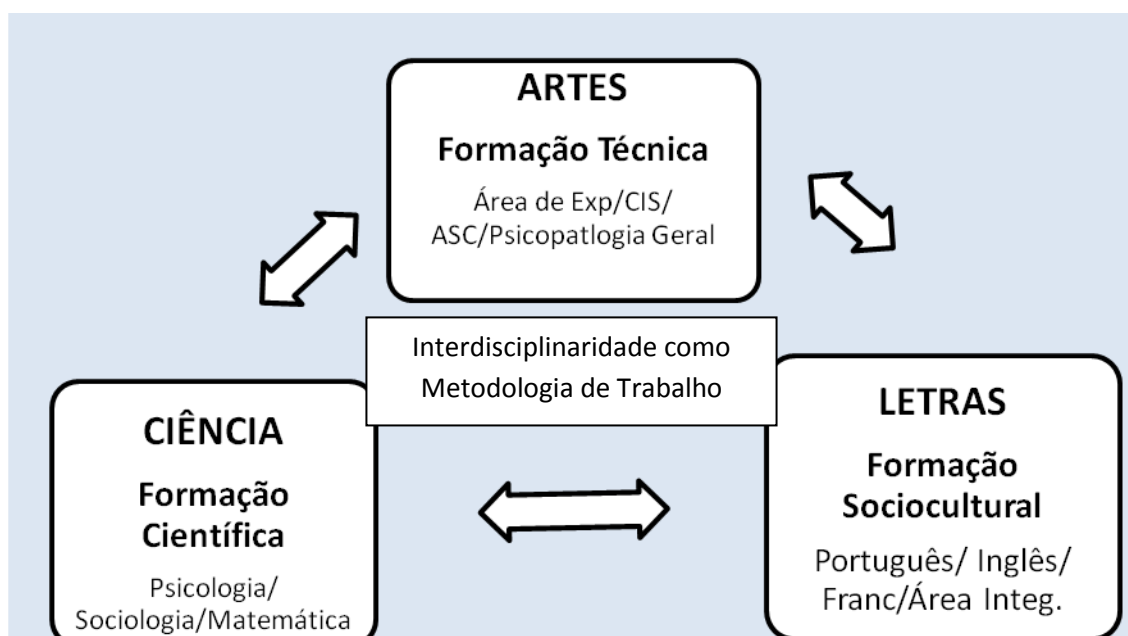 ARTES
Formação Técnica
Área de Exp/CIS/
ASC/Psicopatlogia Geral
Interdisciplinaridade como
Metodologia de Trabalho
CIÊNCIA
Formação
Científica
Psicologia/
Sociologia/Matemática
LETRAS
Formação
Sociocultural
Português/ Inglês/
Franc/Área Integ.